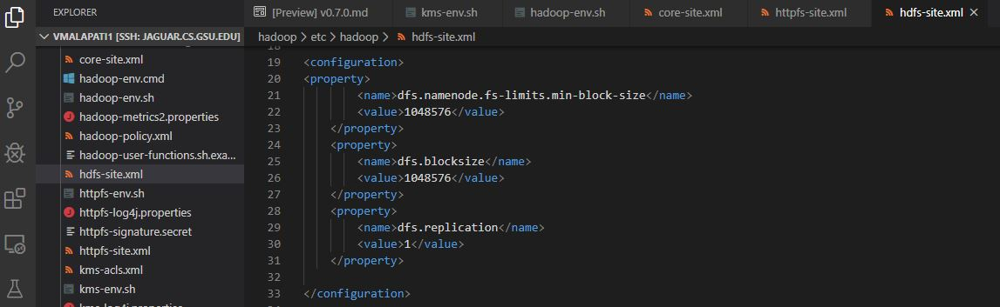 EXPLORER
[Preview] v0.7.0.md
kms-env.sh
hadoop-env.sh
core-site.xml
httpfs-site.xml
hdfs-site.xml
VMALAPATI1 [SSH: JAGUAR.CS.GSU.EDU]
hadoop > etc > hadoop > hdfs-site.xml
core-site.xml
hadoop-env.cmd
hadoop-env.sh
hadoop-metrics2.properties
hadoop-policy.xml
hadoop-user-functions.sh.exa...
hdfs-site.xml
httpfs-env.sh
httpfs-log4j.properties
httpfs-signature.secret
httpfs-site.xml
kms-acls.xml
kms-env.sh
kms-log4j.properties
18
19 <configuration>
20 <property>
21 <name>dfs.namenode.fs-limits.min-block-size</name>
22 <value>1048576</value>
23 </property>
24 <property>
25 <name>dfs.blocksize</name>
26 <value>1048576</value>
27 </property>
28 <property>
29 <name>dfs.replication</name>
30 <value>1</value>
31 </property>
32
33 </configuration>